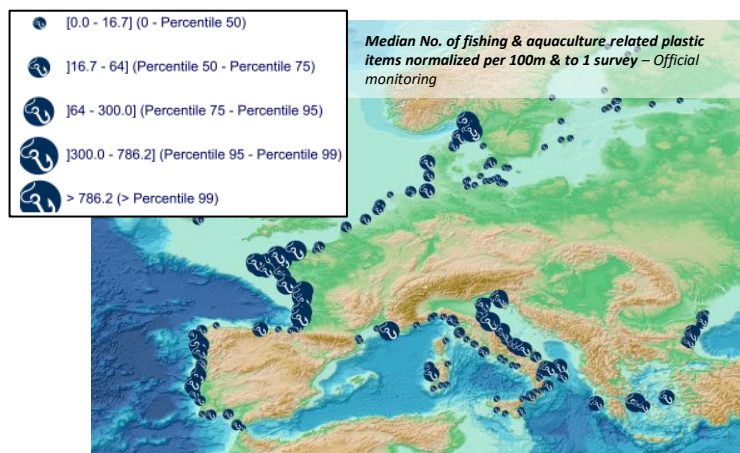 [0.0 - 16.7] (0 - Percentile 50)
]16.7 - 64] (Percentile 50 - Percentile 75)
]64 - 300.0] (Percentile 75 - Percentile 95)
]300.0 - 786.2] (Percentile 95 - Percentile 99)
> 786.2 (> Percentile 99)
Median No. of fishing & aquaculture related plastic
items normalized per 100m & to 1 survey – Official
monitoring